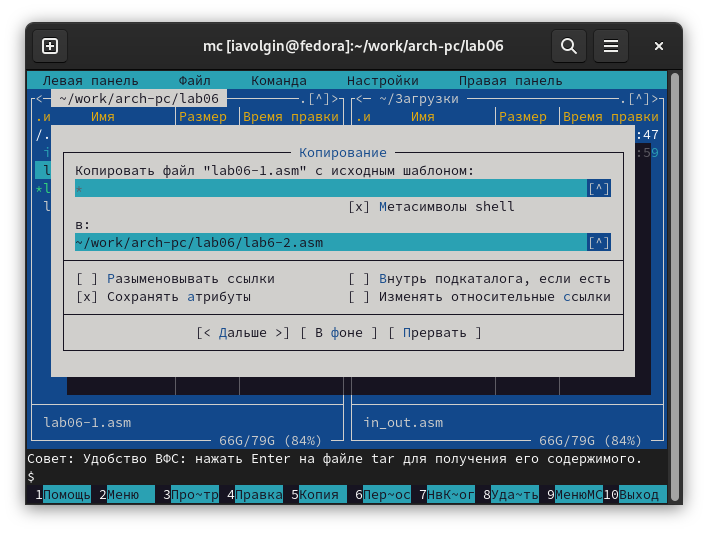 mc [iavolgin@fedora]:~/work/arch-pc/lab06
Левая панель Файл Команда Настройки Правая панель
<─ ~/work/arch-pc/lab06 ─.[^]> <─ ~/Загрузки ─.[^]>
.и Имя Размер Время правки .и Имя Размер Время правки
/. :47
i :59
l
*l
l
Копирование
Копировать файл "lab06-1.asm" с исходным шаблоном:
* [^]
[x] Метасимволы shell
в:
~/work/arch-pc/lab06/lab6-2.asm [^]
[ ] Разыменовывать ссылки [ ] Внутрь подкаталога, если есть
[x] Сохранять атрибуты [ ] Изменять относительные ссылки
[< Дальше >] [ В фоне ] [ Прервать ]
lab06-1.asm in_out.asm
66G/79G (84%) 66G/79G (84%)
Совет: Удобство ВФС: нажать Enter на файле tar для получения его содержимого.
$
1Помощь 2Меню 3Про~тр 4Правка 5Копия 6Пер~ос 7НвК~ог 8Уда~ть 9МенюМС 10Выход